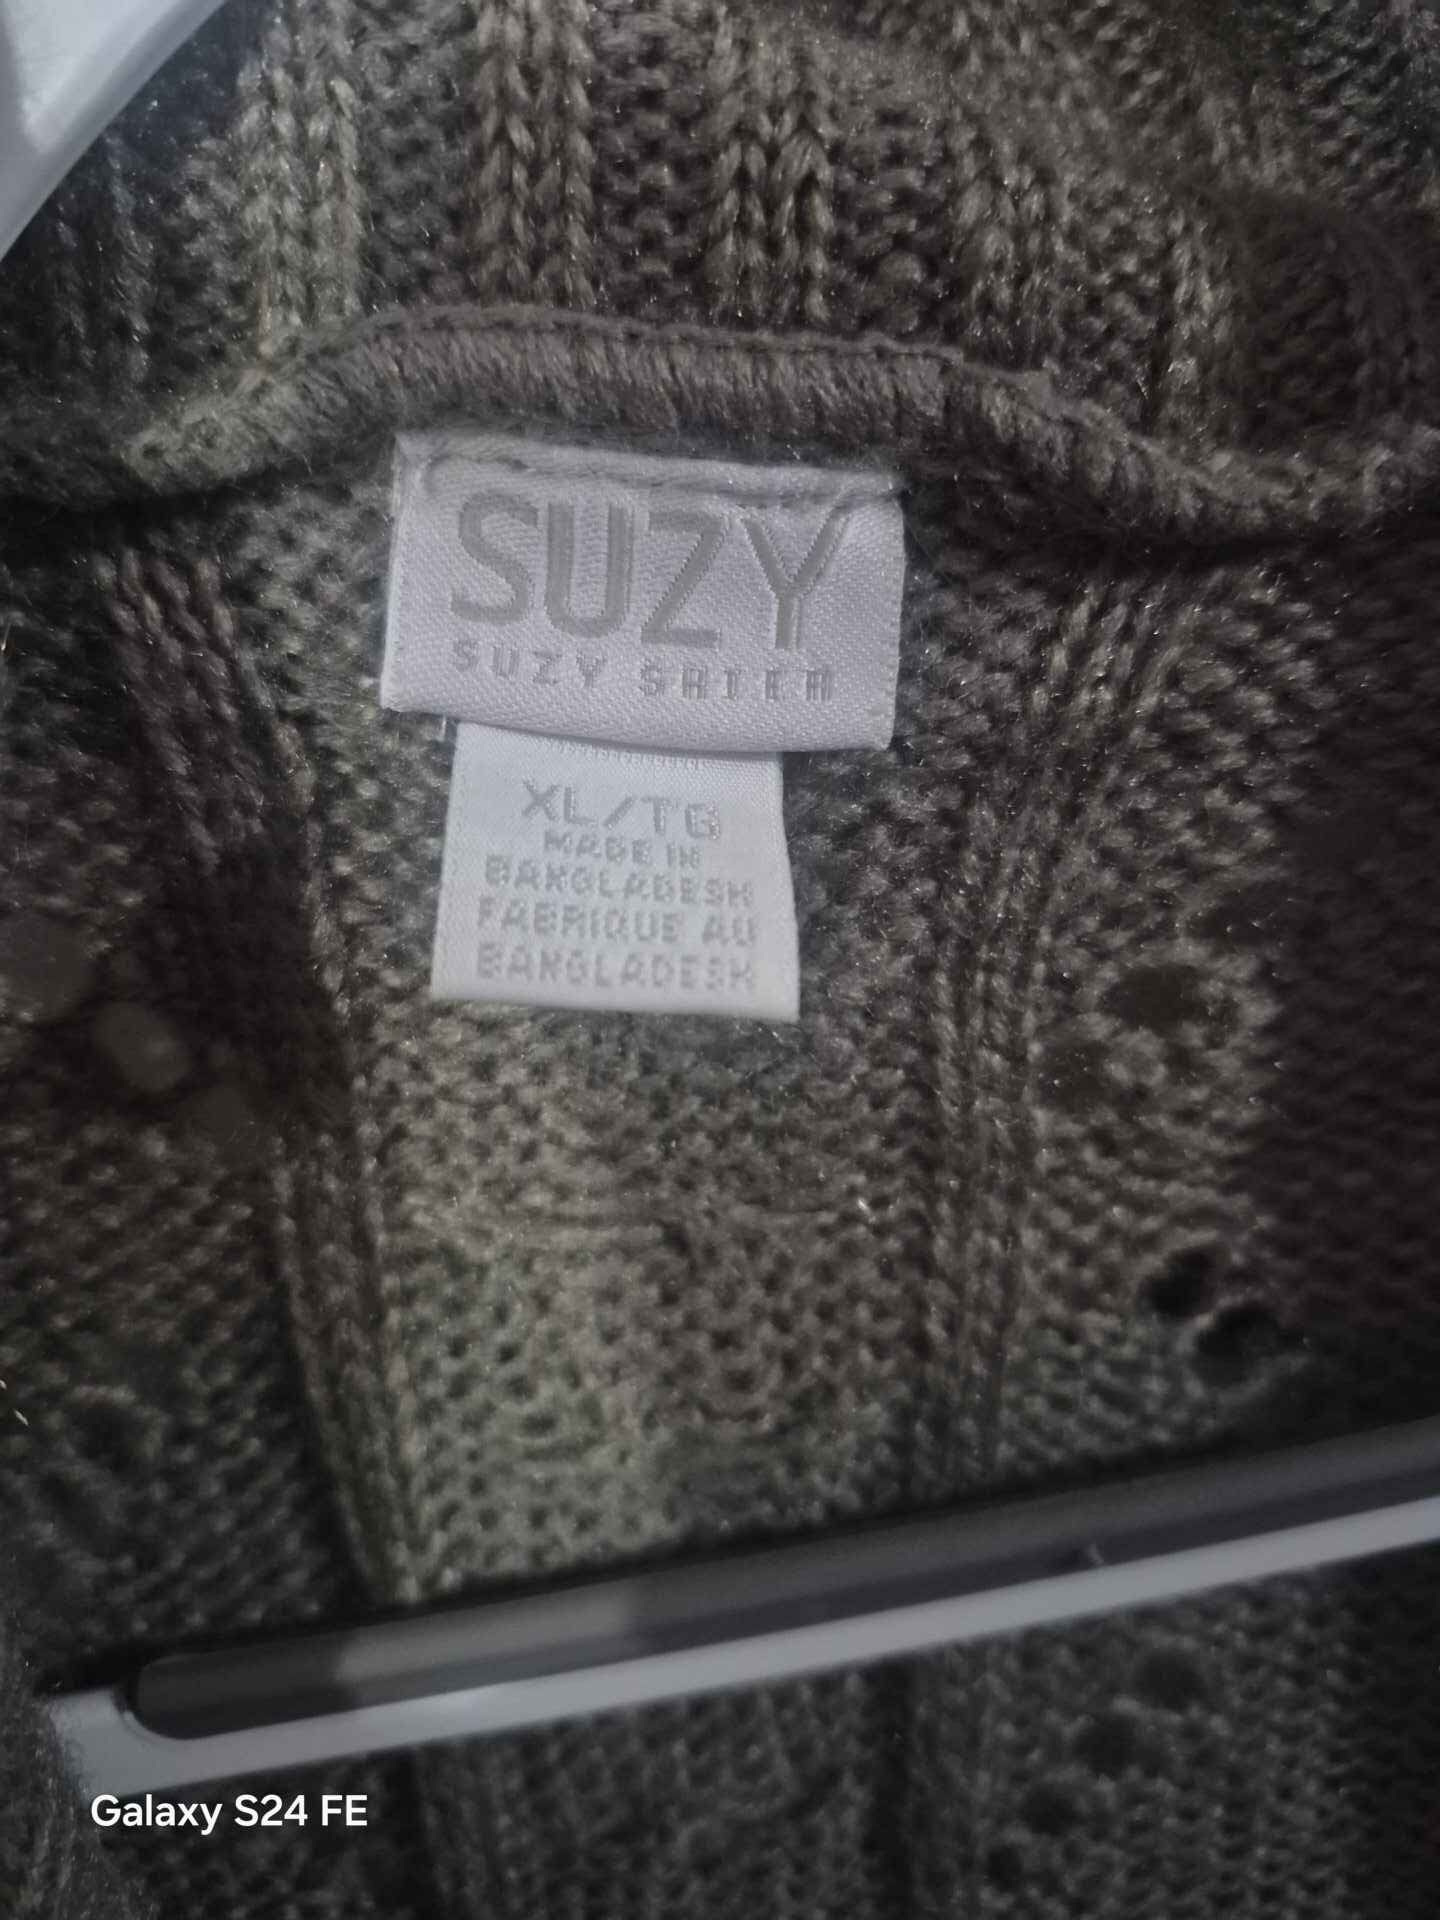 SUZY
SUZY SHIER
XL/TG
MADE IN
BANGLADESH
FABRIQUE AU
BANGLADESH
Galaxy S24 FE